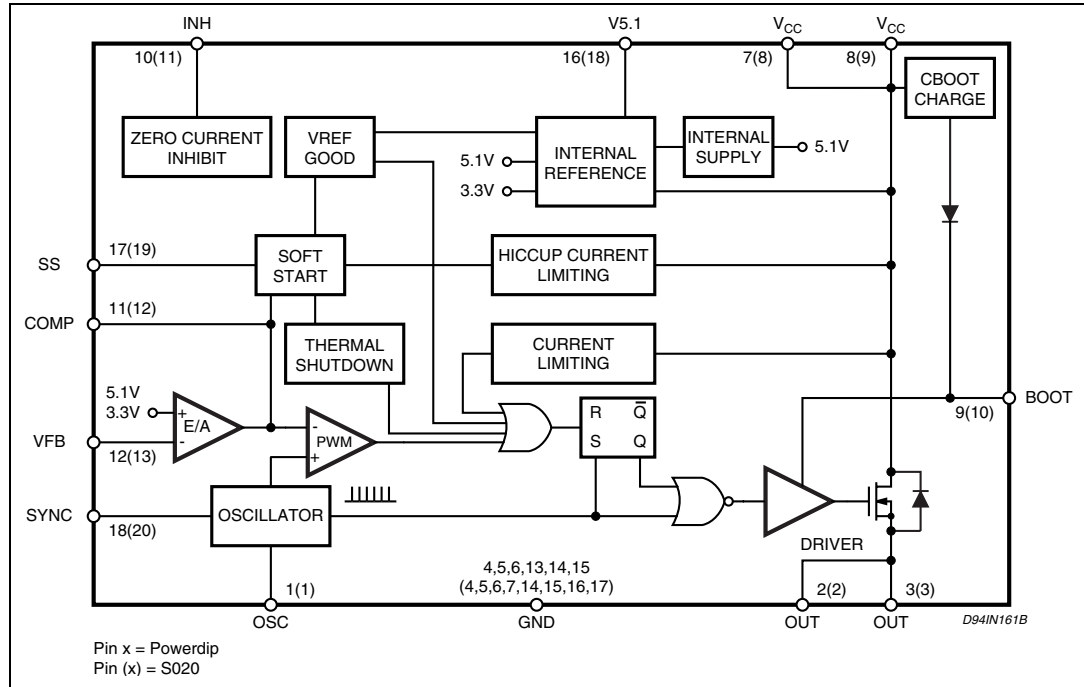 INH
V5.1
VCC
VCC
10(11)
16(18)
7(8)
8(9)
CBOOT
CHARGE
ZERO CURRENT
INHIBIT
VREF
GOOD
5.1V
3.3V
INTERNAL
REFERENCE
INTERNAL
SUPPLY
5.1V
SS
17(19)
SOFT
START
HICCUP CURRENT
LIMITING
COMP
11(12)
THERMAL
SHUTDOWN
CURRENT
LIMITING
5.1V
3.3V
+
E/A
-
VFB
12(13)
-
PWM
+
R Q̅
S Q
BOOT
9(10)
SYNC
18(20)
OSCILLATOR
DRIVER
1(1)
4,5,6,13,14,15
(4,5,6,7,14,15,16,17)
2(2)
3(3)
OSC
GND
OUT
OUT
D94IN161B
Pin x = Powerdip
Pin (x) = S020